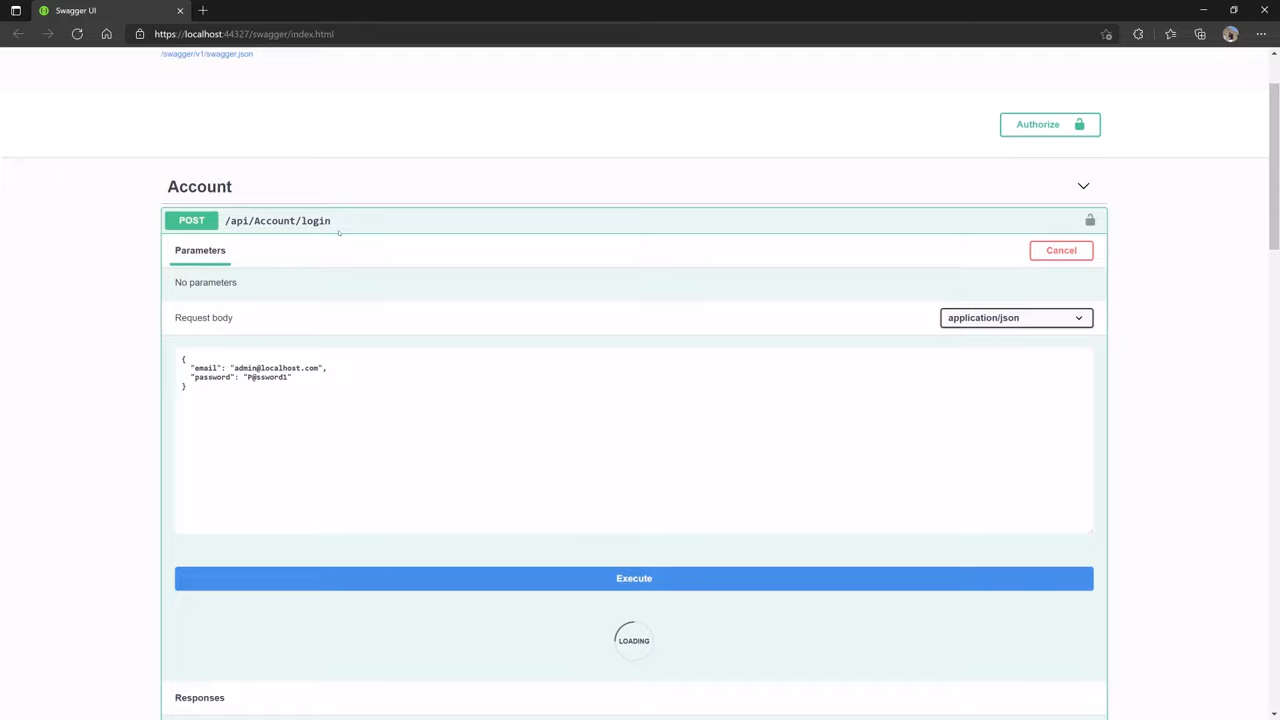 Swagger UI
https://localhost:44327/swagger/index.html
/swagger/v1/swagger.json
Authorize
Account
POST /api/Account/login
Parameters
Cancel
No parameters
Request body
application/json
{
"email": "admin@localhost.com",
"password": "P@ssword1"
}
Execute
LOADING
Responses